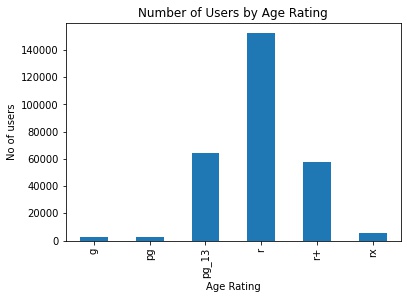 Number of Users by Age Rating
No of users
140000
120000
100000
80000
60000
40000
20000
0
g
pg
pg_13
r
r+
rx
Age Rating